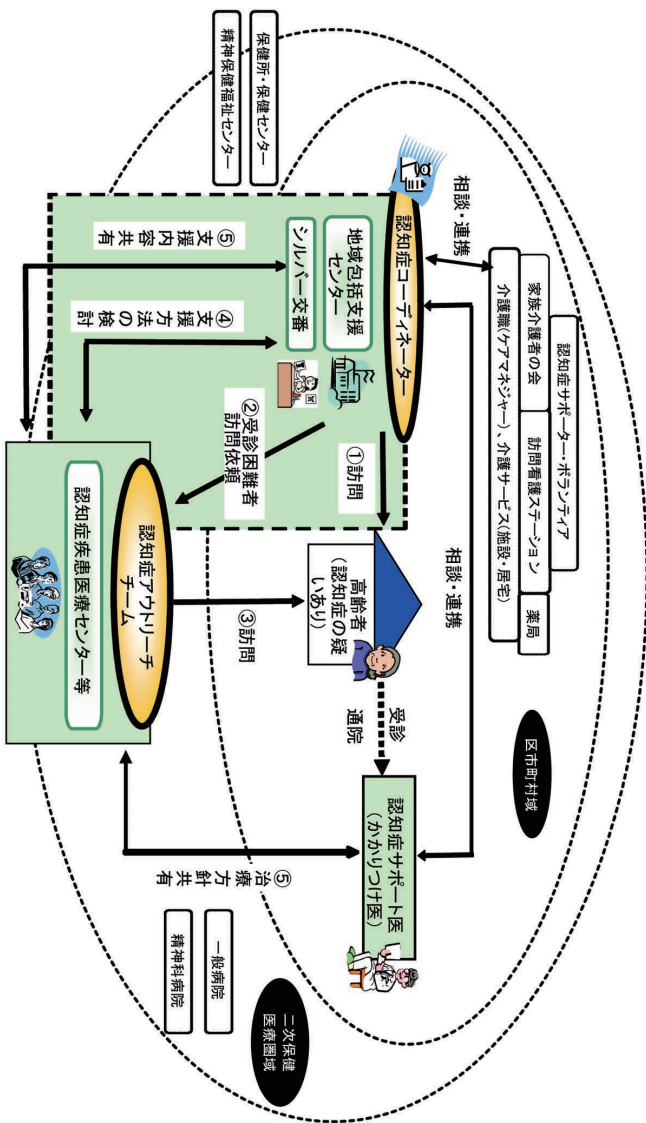 認知症サポーター・ボランティア
家族介護者の会
訪問看護ステーション
薬局
介護職(ケアマネジャー)、介護サービス(施設・居宅)
区市町村域
相談・連携
相談・連携
認知症コーディネーター
地域包括支援
センター
シルバー交番
①訪問
高齢者
(認知症の疑
いあり)
受診
通院
認知症サポート医
(かかりつけ医)
②受診困難者
訪問依頼
③訪問
④
支援方法の検討
⑤
支援内容共有
⑤
治療方針共有
認知症アウトリーチ
チーム
認知症疾患医療センター等
保健所・保健センター
精神保健福祉センター
一般病院
精神科病院
二次保健
医療圏域